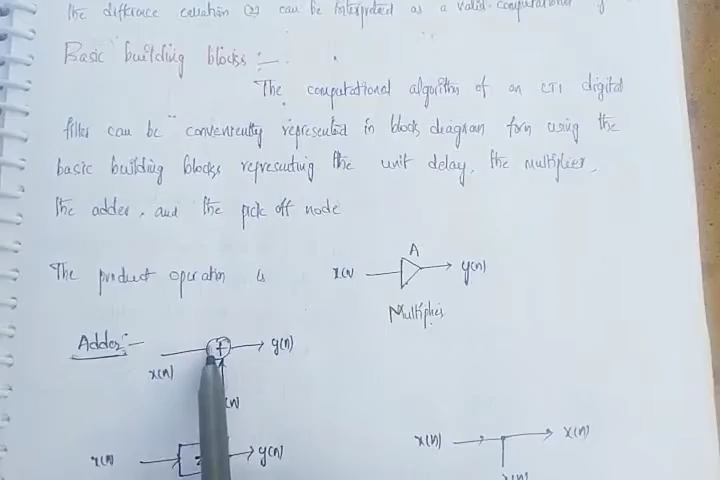 the difference equation (2) can be interpreted as a valid computational
Basic building blocks :-
The computational algorithm of an LTI digital
filter can be conveniently represented in block diagram form using the
basic building blocks representing the unit delay, the multiplier,
the adder, and the pick off node
The product operation is
A
x(n) y(n)
Multiplier
Adder:-
+ y(n)
x(n)
x(n) y(n)
x(n) x(n)
x(n)